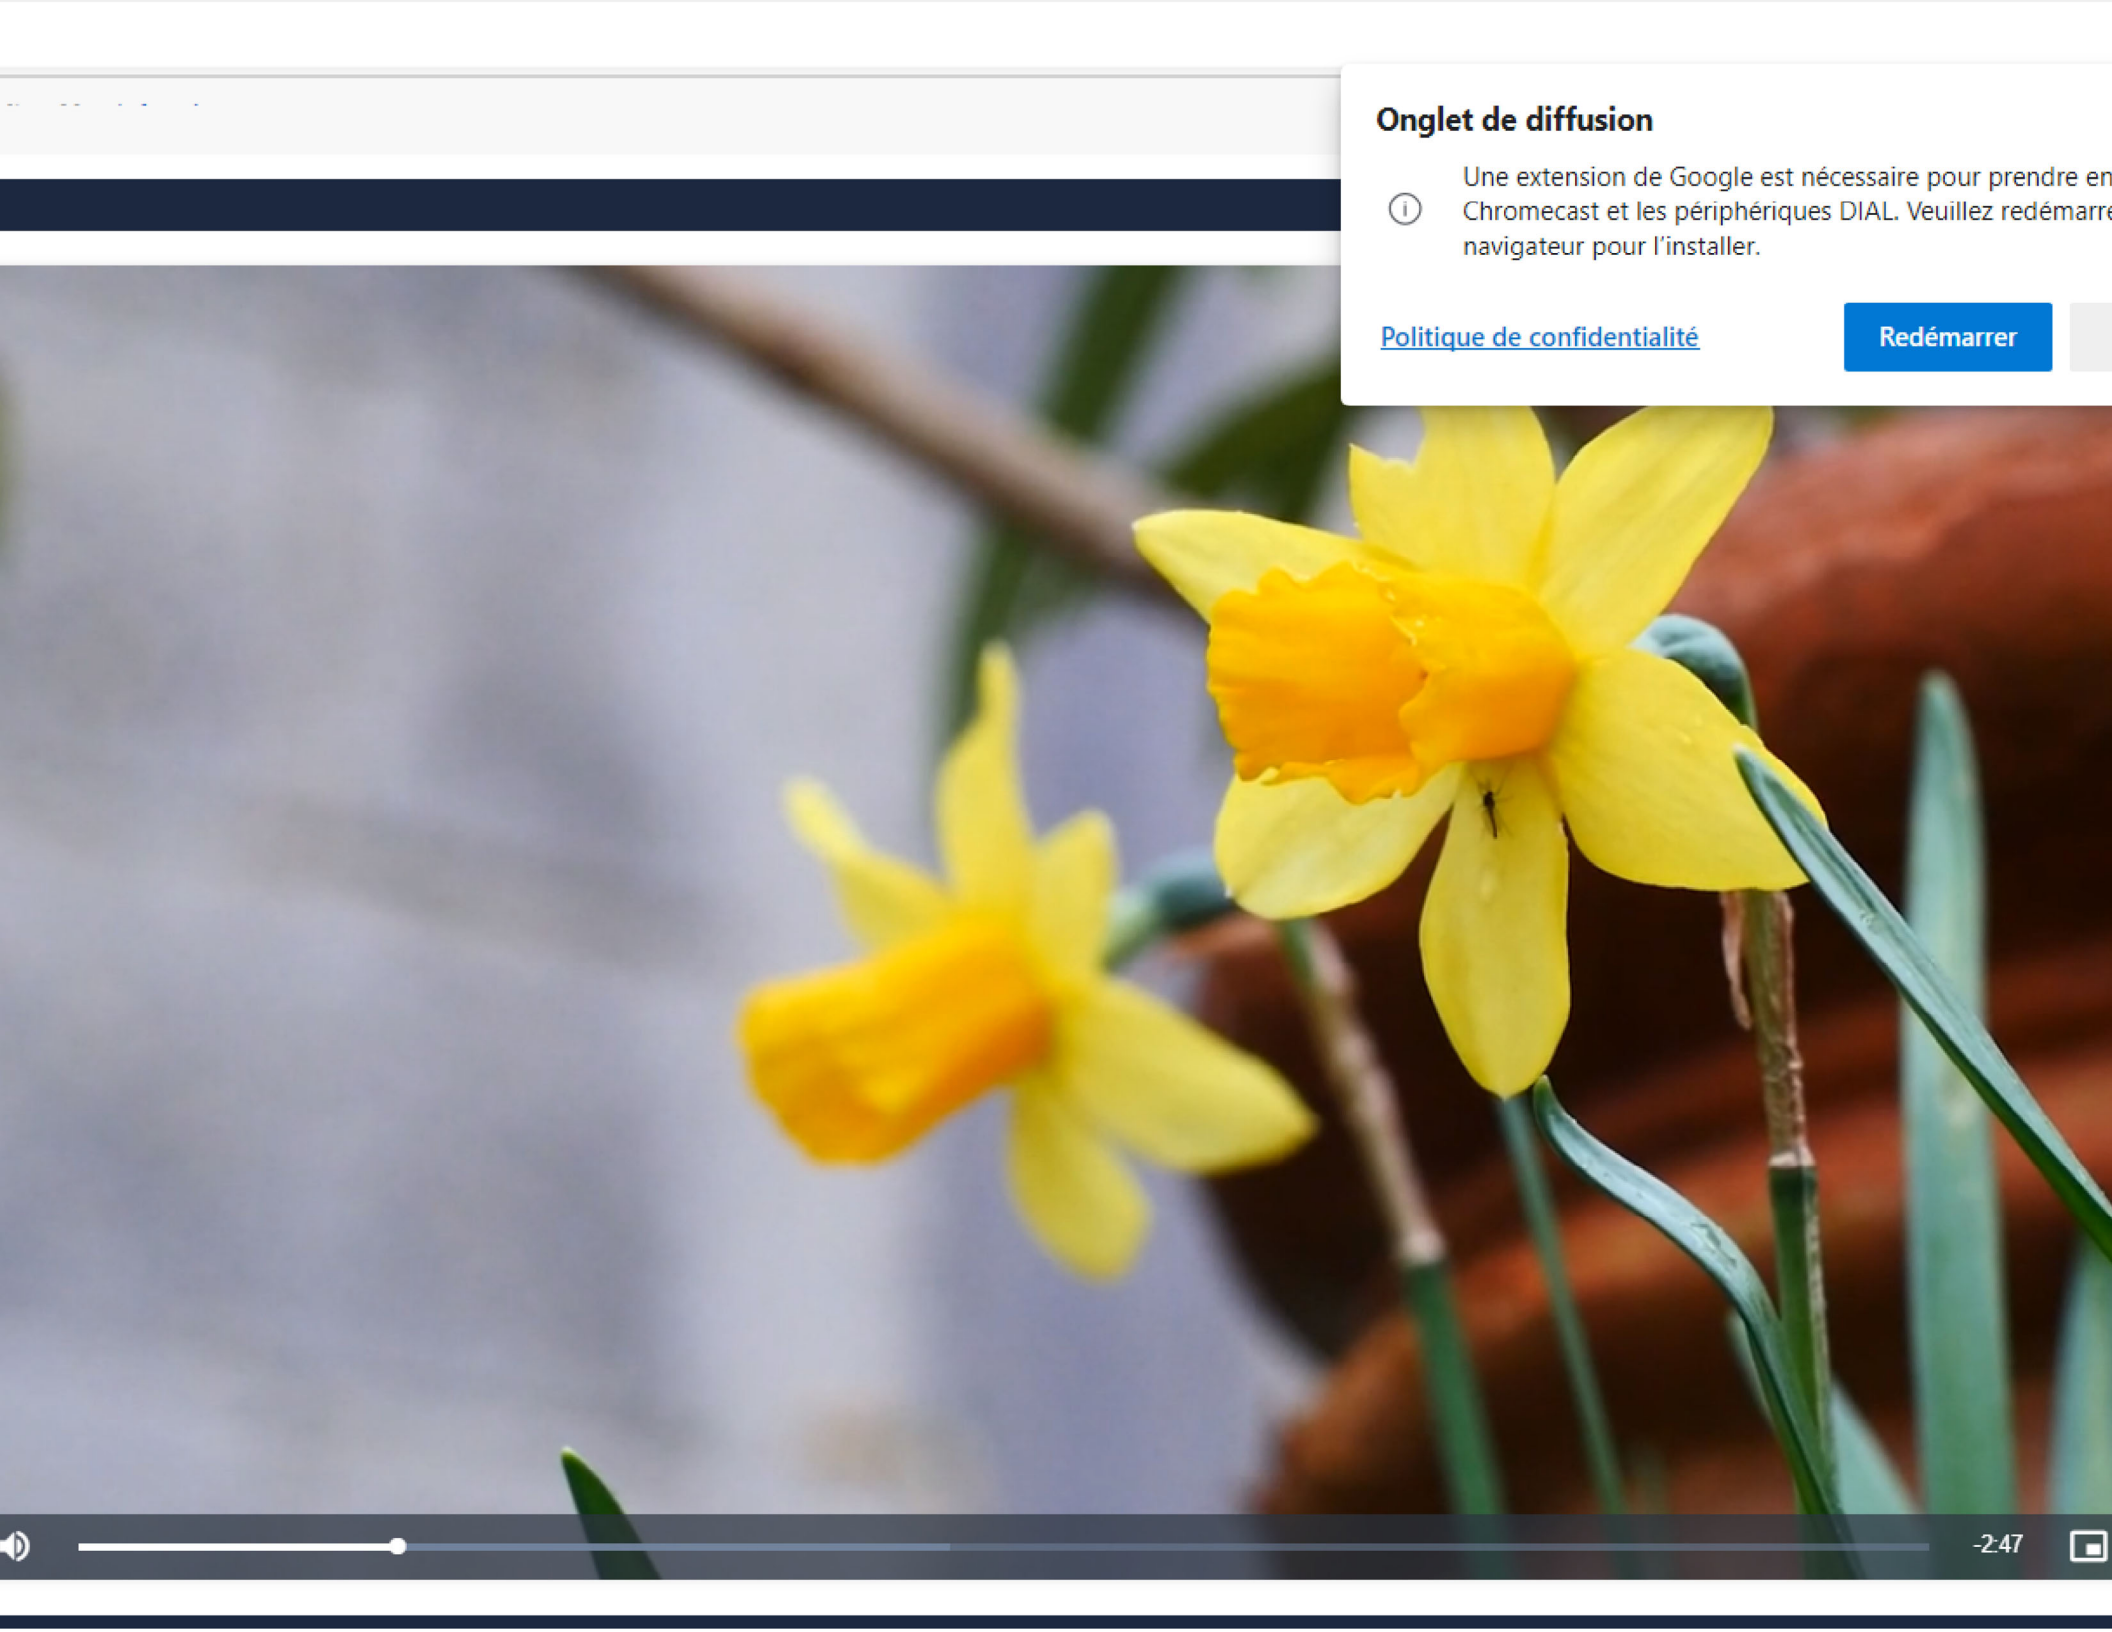 Onglet de diffusion
Une extension de Google est nécessaire pour prendre en
Chromecast et les périphériques DIAL. Veuillez
navigateur pour l'installer.
Politique de confidentialité
Redémarrer
-2:47